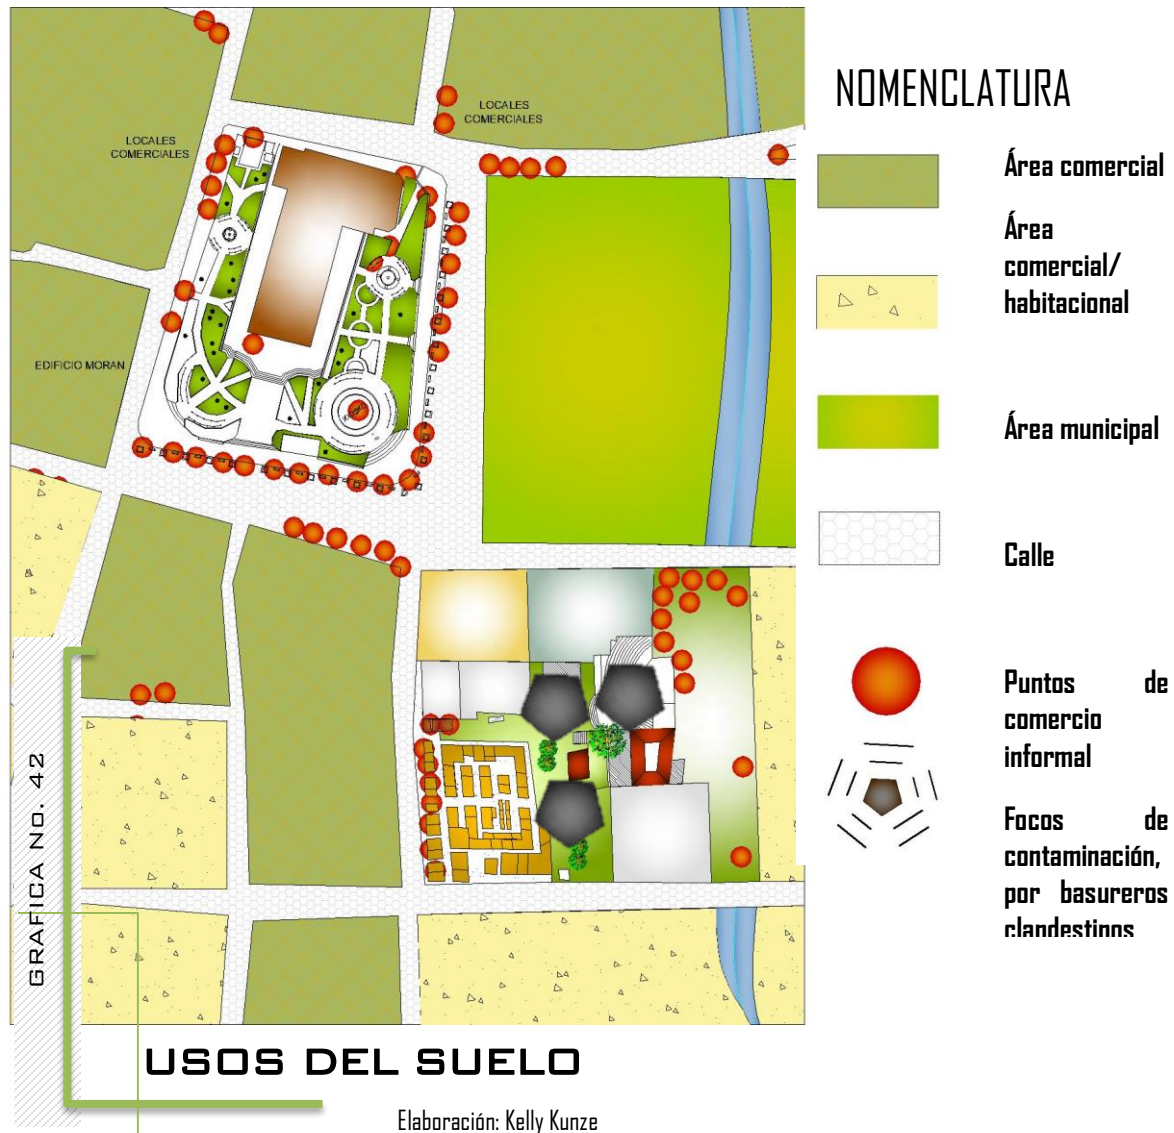 LOCALES
COMERCIALES
LOCALES
COMERCIALES
EDIFICIO MORAN
NOMENCLATURA
Área comercial
Área
comercial/
habitacional
Área municipal
Calle
Puntos de
comercio
informal
Focos de
contaminación,
por basureros
clandestinos
GRAFICA No. 42
USOS DEL SUELO
Elaboración: Kelly Kunze